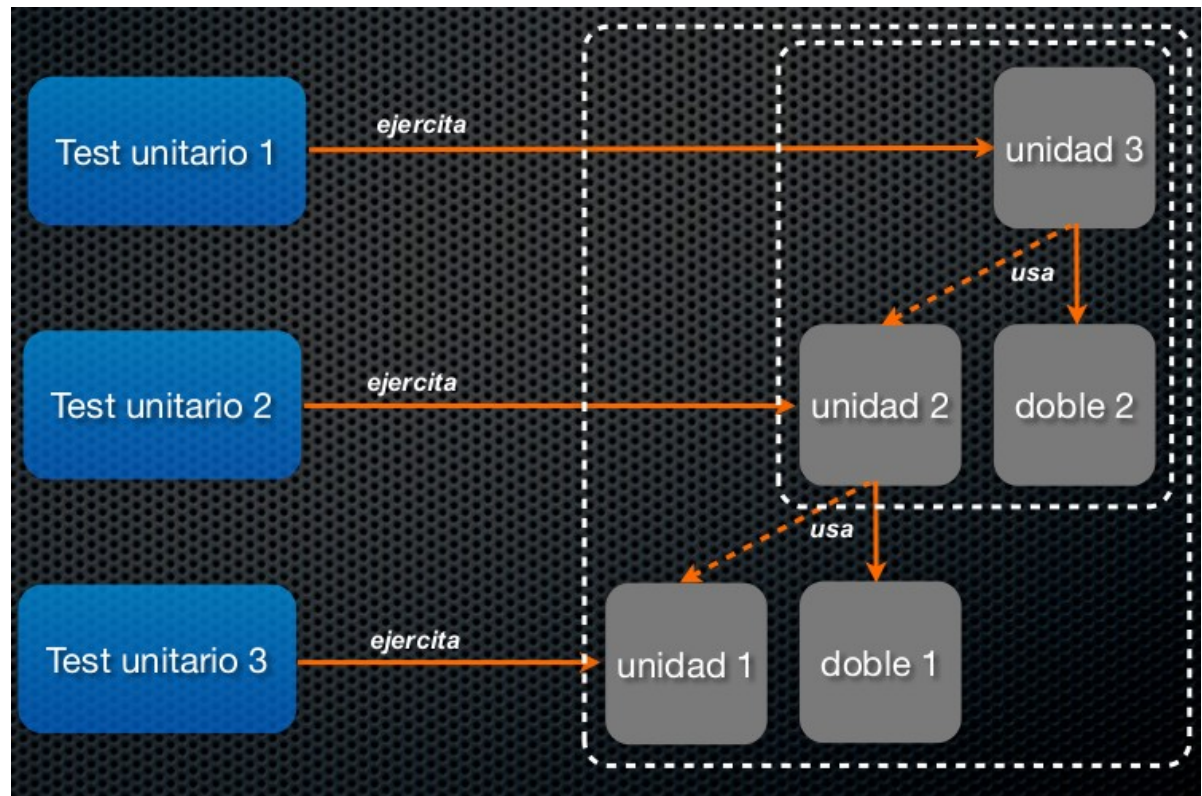 Test unitario 1
ejercita
unidad 3
usa
Test unitario 2
ejercita
unidad 2
doble 2
usa
Test unitario 3
ejercita
unidad 1
doble 1